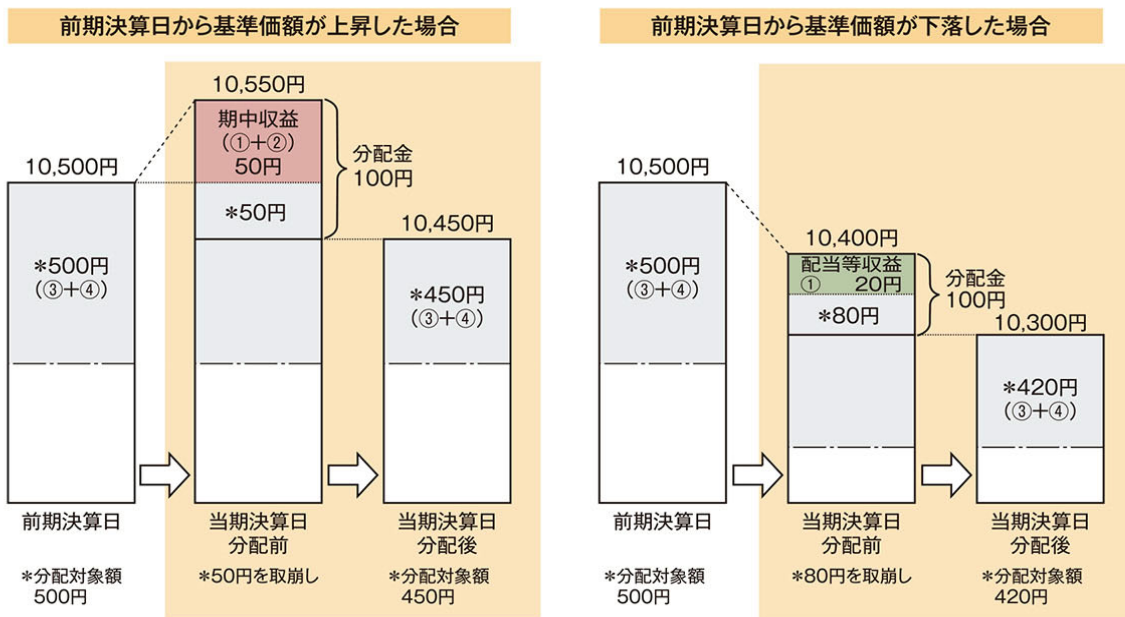 前期決算日から基準価額が上昇した場合
10,550円
期中収益
(①+②)
50円
分配金
100円
10,500円
*50円
10,450円
*500円
(③+④)
*450円
(③+④)
前期決算日
当期決算日
分配前
当期決算日
分配後
*分配対象額
500円
*50円を取崩し
*分配対象額
450円
前期決算日から基準価額が下落した場合
10,500円
10,400円
配当等収益
① 20円
分配金
100円
*500円
(③+④)
*80円
10,300円
*420円
(③+④)
前期決算日
当期決算日
分配前
当期決算日
分配後
*分配対象額
500円
*80円を取崩し
*分配対象額
420円